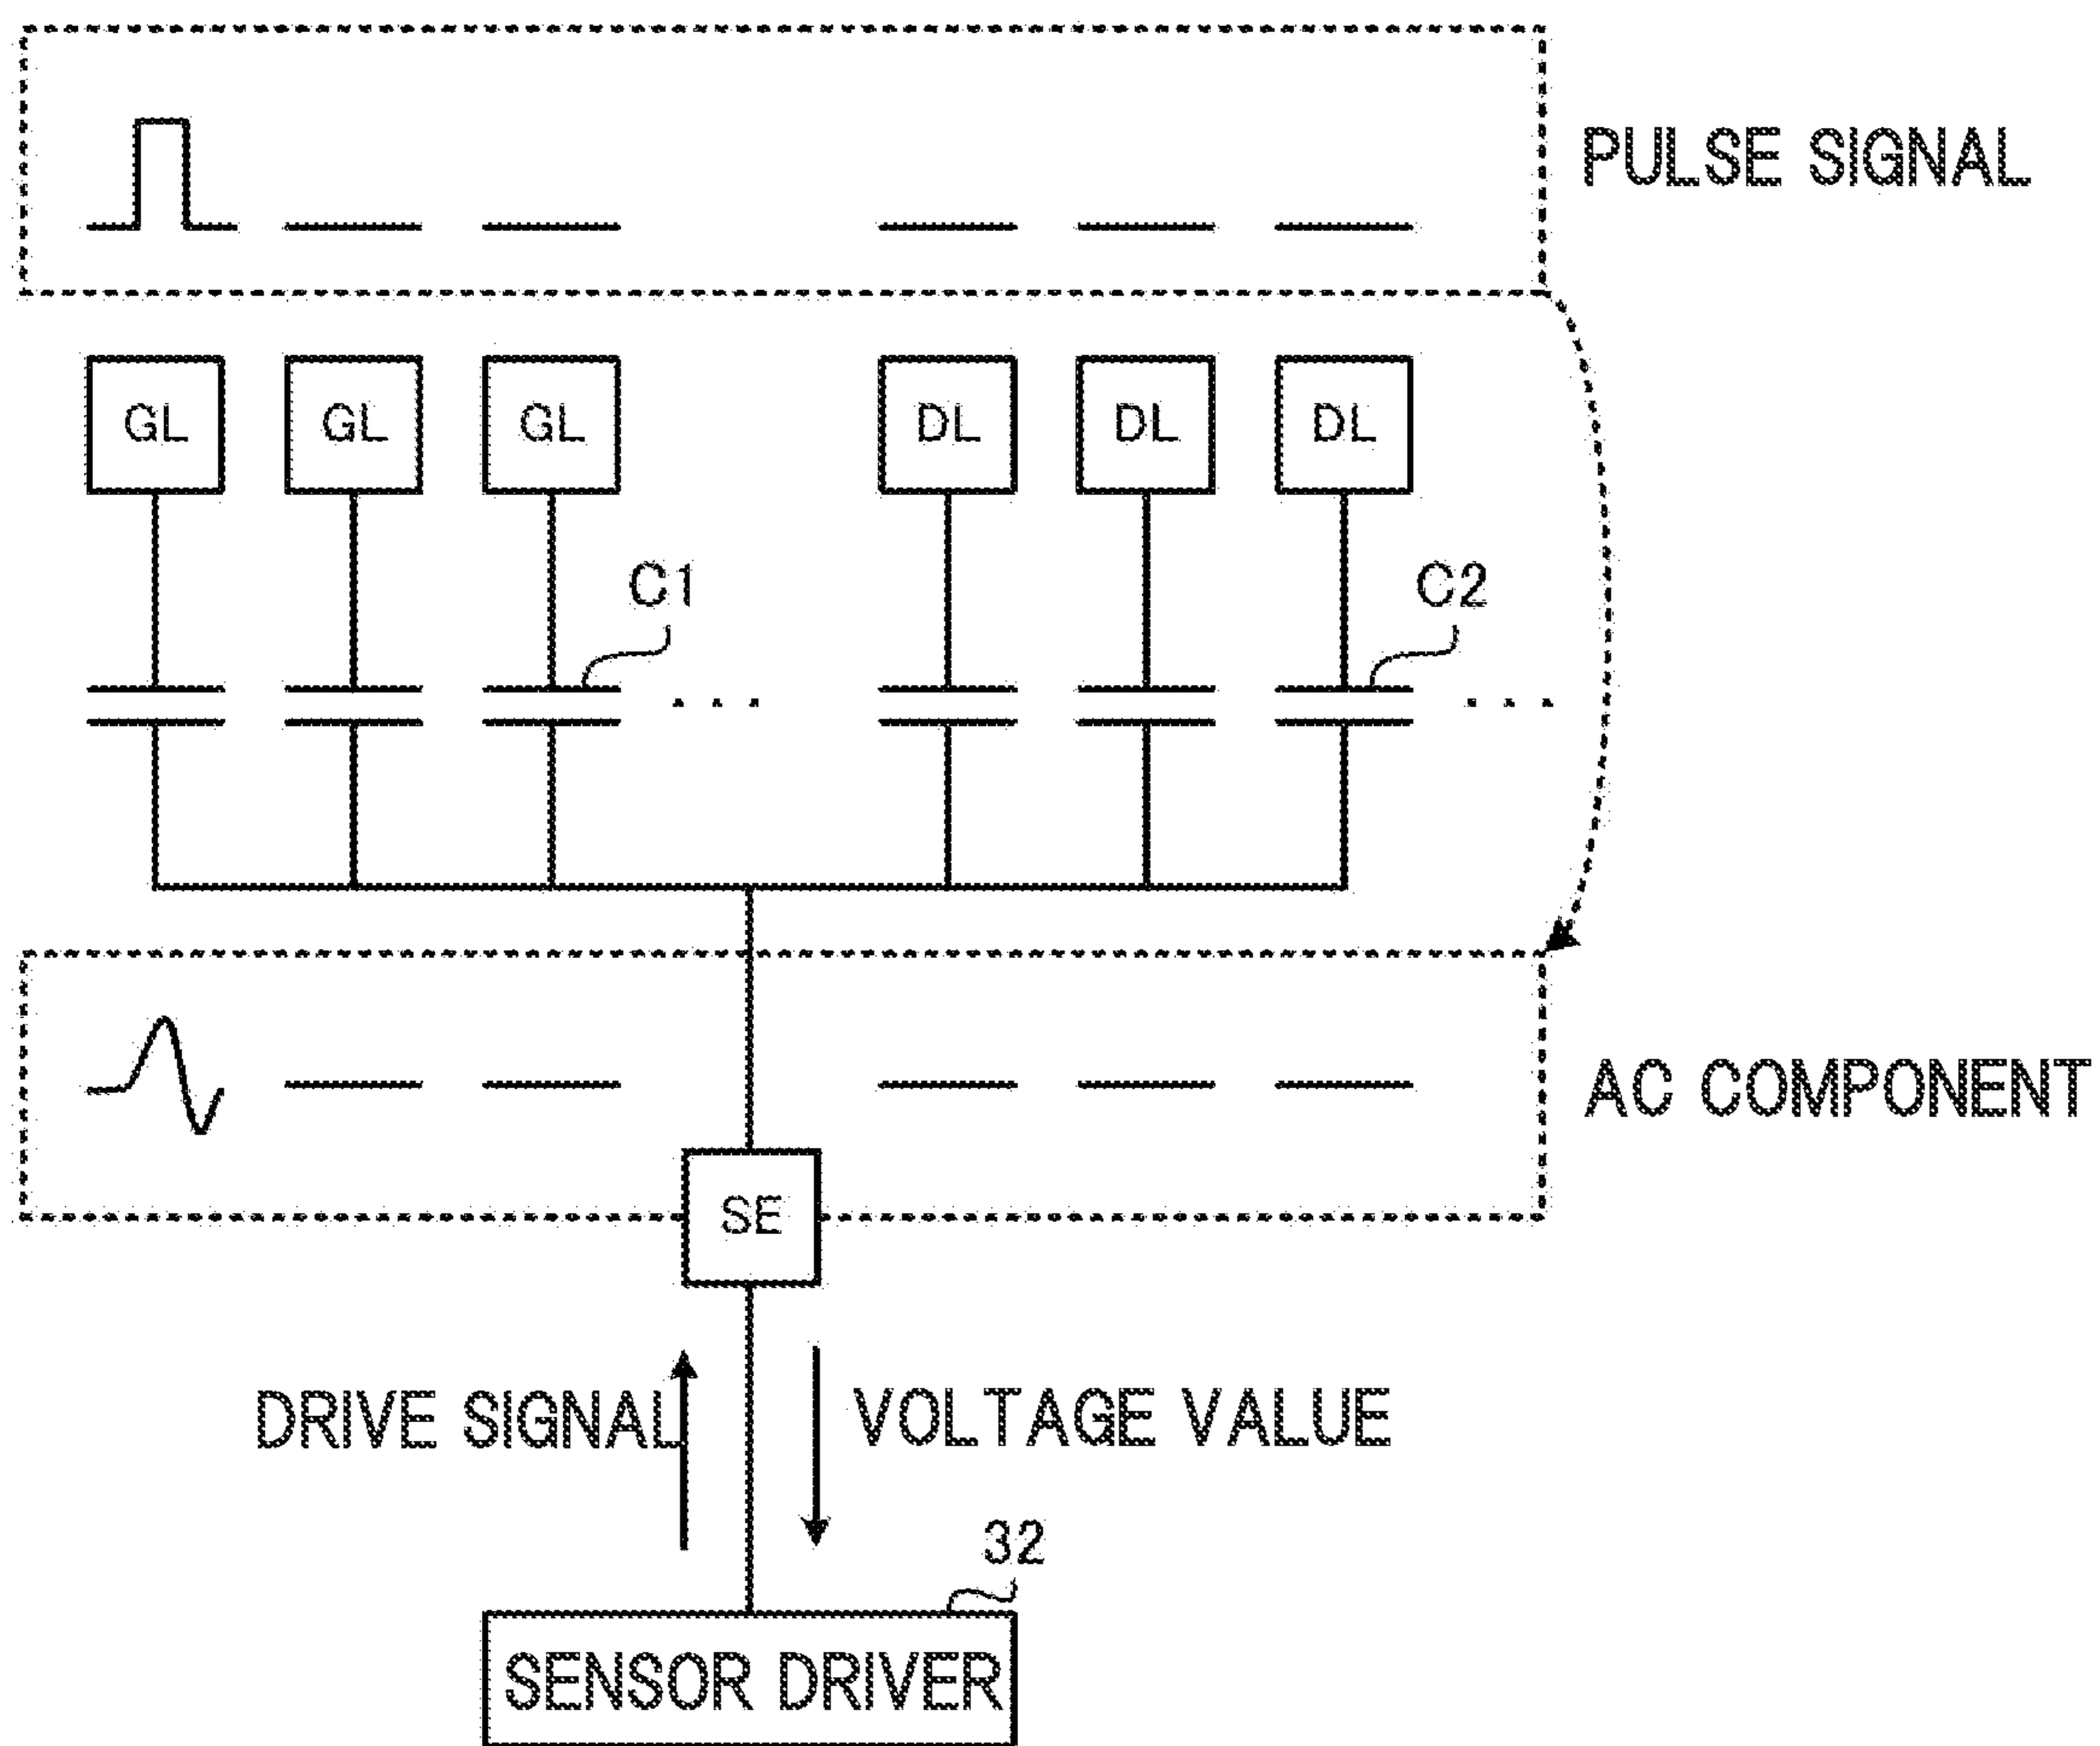 PULSE SIGNAL
GL GL GL DL DL DL
C1 C2
... ...
AC COMPONENT
SE
DRIVE SIGNAL VOLTAGE VALUE
32
SENSOR DRIVER